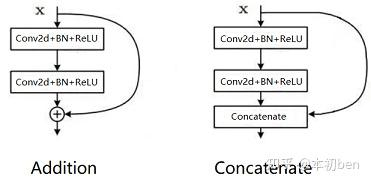 X
Conv2d+BN+ReLU
Conv2d+BN+ReLU
+
Addition
X
Conv2d+BN+ReLU
Conv2d+BN+ReLU
Concatenate
Concatenate
知乎 @本初ben